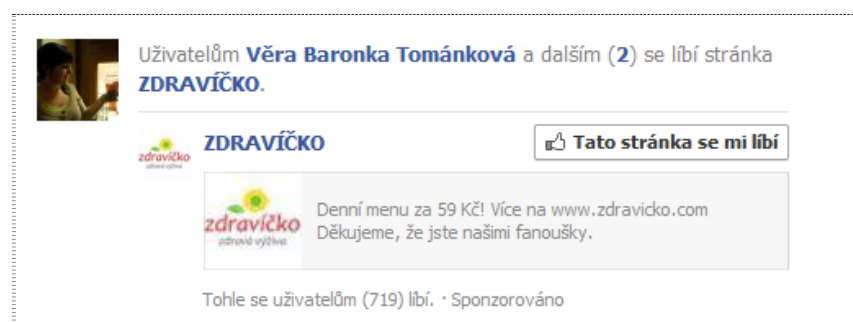 Uživatelům Věra Baronka Tománková a dalším (2) se líbí stránka
ZDRAVÍČKO.
zdravíčko
zdravá výživa
ZDRAVÍČKO
Tato stránka se mi líbí
zdravíčko
zdravá výživa
Denní menu za 59 Kč! Více na www.zdravicko.com
Děkujeme, že jste našimi fanoušky.
Tohle se uživatelům (719) líbí. · Sponzorováno